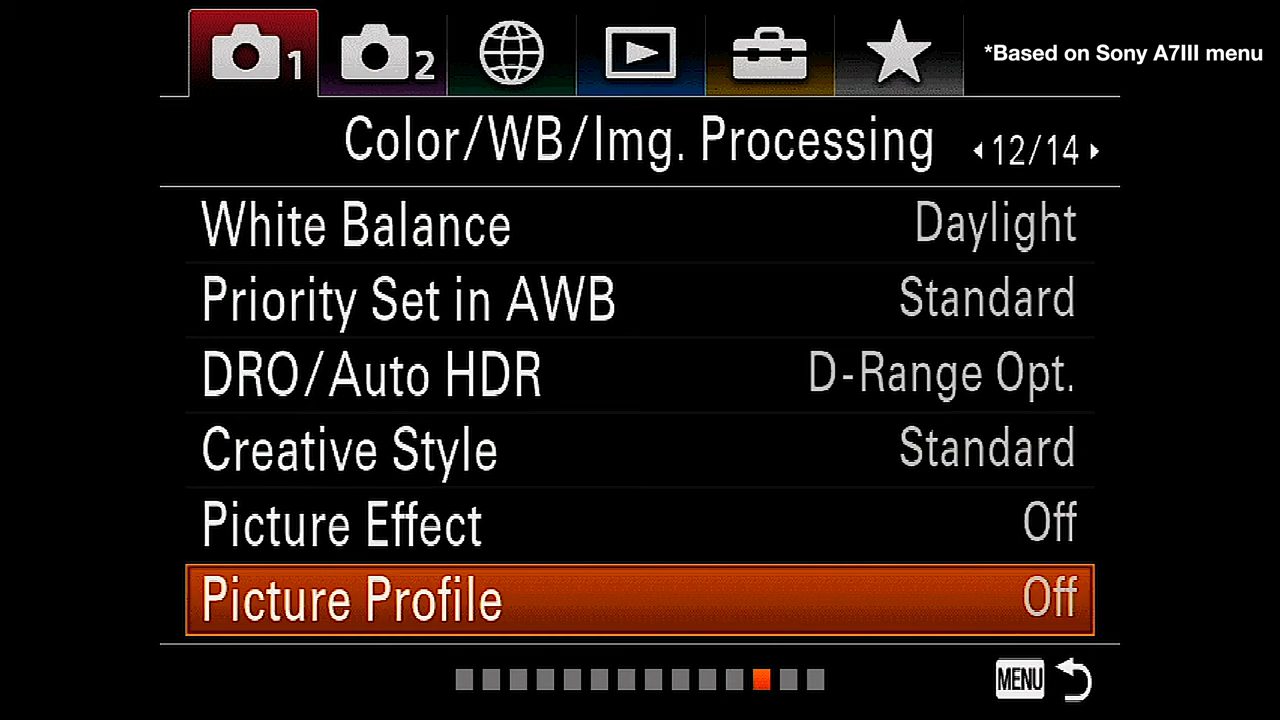 1
2
*Based on Sony A7III menu
Color/WB/Img. Processing 12/14
White Balance Daylight
Priority Set in AWB Standard
DRO/Auto HDR D-Range Opt.
Creative Style Standard
Picture Effect Off
Picture Profile Off
MENU